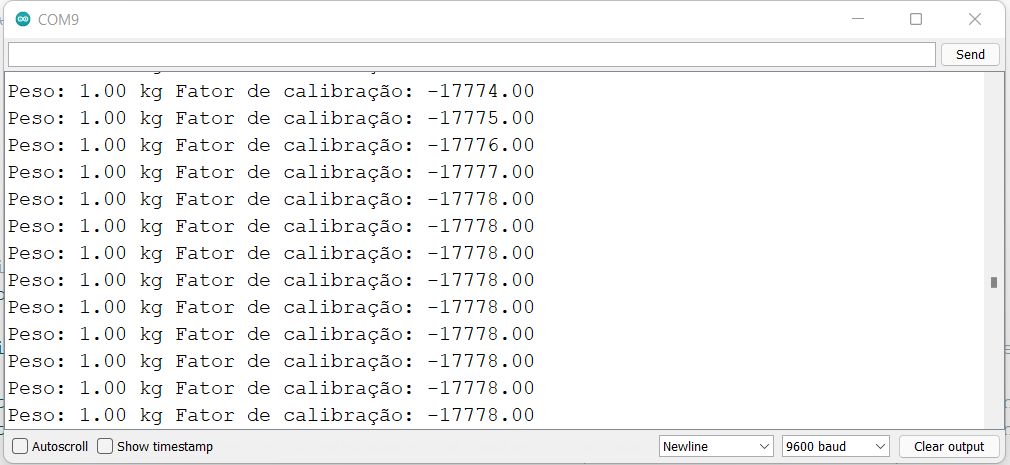 COM9
Send
Peso: 1.00 kg Fator de calibração: -17774.00
Peso: 1.00 kg Fator de calibração: -17775.00
Peso: 1.00 kg Fator de calibração: -17776.00
Peso: 1.00 kg Fator de calibração: -17777.00
Peso: 1.00 kg Fator de calibração: -17778.00
Peso: 1.00 kg Fator de calibração: -17778.00
Peso: 1.00 kg Fator de calibração: -17778.00
Peso: 1.00 kg Fator de calibração: -17778.00
Peso: 1.00 kg Fator de calibração: -17778.00
Peso: 1.00 kg Fator de calibração: -17778.00
Peso: 1.00 kg Fator de calibração: -17778.00
Peso: 1.00 kg Fator de calibração: -17778.00
Peso: 1.00 kg Fator de calibração: -17778.00
Autoscroll Show timestamp Newline 9600 baud Clear output